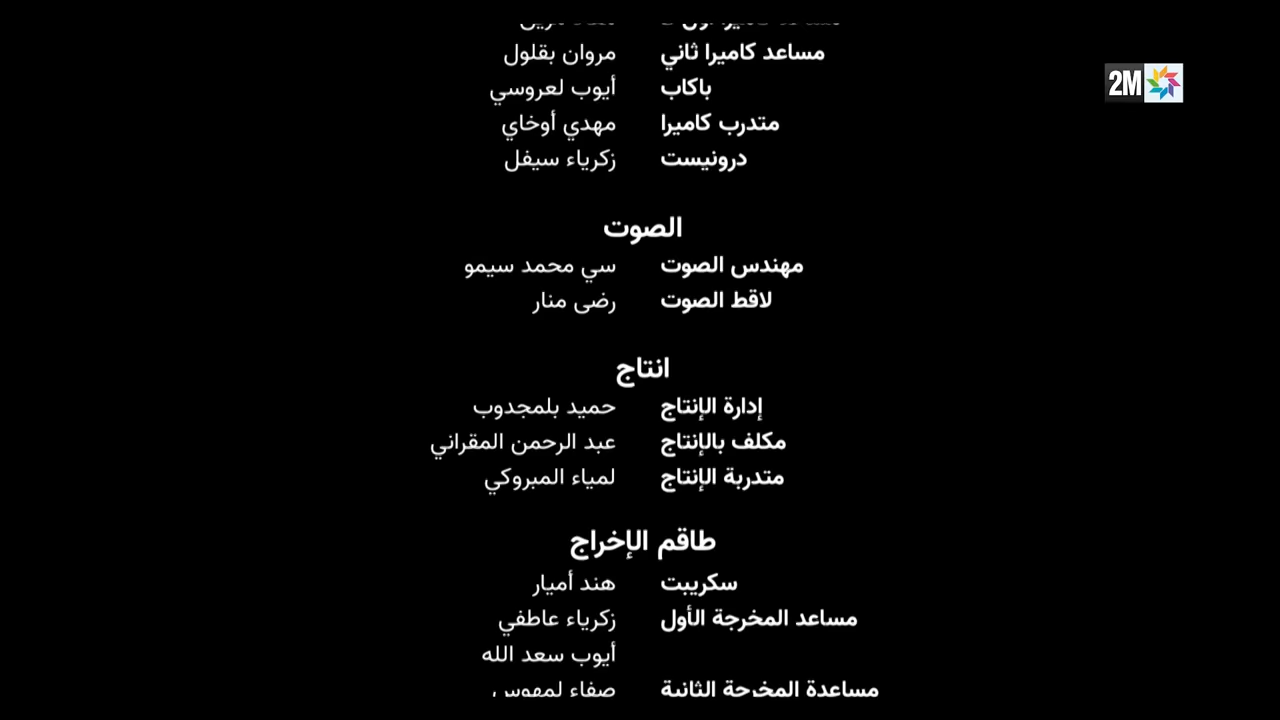 مساعد كاميرا ثاني مروان بقلول
باكاب أيوب لعروسي
متدرب كاميرا مهدي أوخاي
درونيست زكرياء سيفل
الصوت
مهندس الصوت سي محمد سيمو
لاقط الصوت رضى منار
انتاج
إدارة الإنتاج حميد بلمجدوب
مكلف بالإنتاج عبد الرحمن المقراني
متدربة الإنتاج لمياء المبروكي
طاقم الإخراج
سكريبت هند أميار
مساعد المخرجة الأول زكرياء عاطفي
أيوب سعد الله
مساعدة المخرجة الثانية صفاء لمهوس
2M